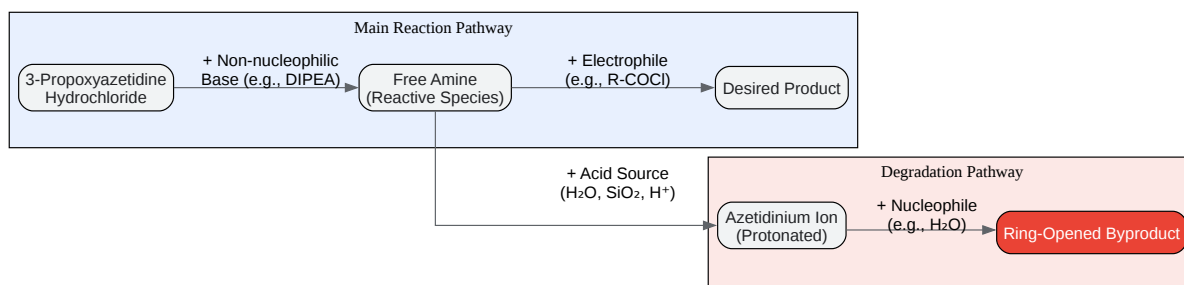 Main Reaction Pathway
3-Propoxyazetidine
Hydrochloride
+ Non-nucleophilic
Base (e.g., DIPEA)
Free Amine
(Reactive Species)
+ Electrophile
(e.g., R-COCl)
Desired Product
+ Acid Source
(H₂O, SiO₂, H⁺)
Degradation Pathway
Azetidinium Ion
(Protonated)
+ Nucleophile
(e.g., H₂O)
Ring-Opened Byproduct